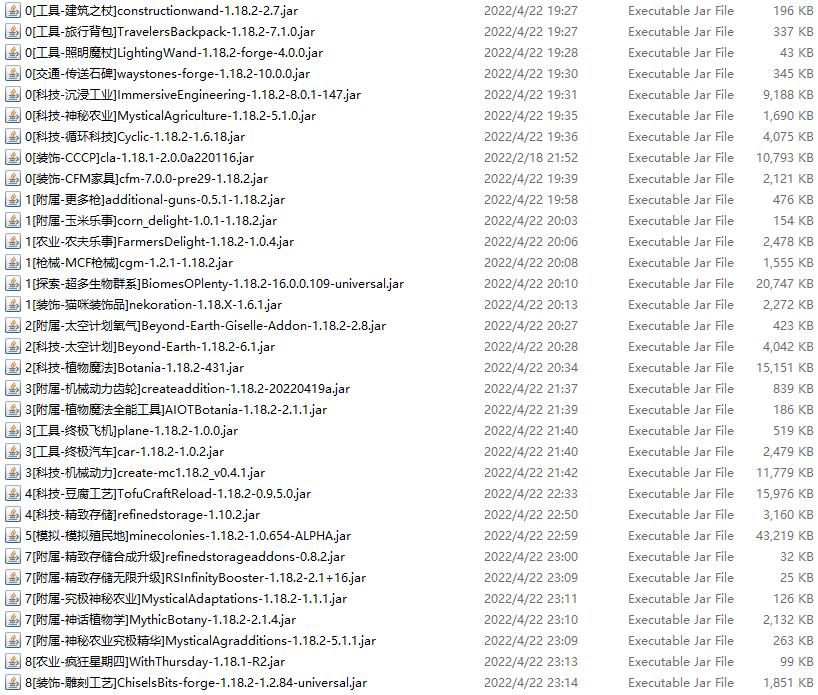 0[工具-建筑之杖]constructionwand-1.18.2-2.7.jar 2022/4/22 19:27 Executable Jar File 196 KB
0[工具-旅行背包]TravelersBackpack-1.18.2-7.1.0.jar 2022/4/22 19:27 Executable Jar File 337 KB
0[工具-照明魔杖]LightingWand-1.18.2-forge-4.0.0.jar 2022/4/22 19:28 Executable Jar File 43 KB
0[交通-传送石碑]waystones-forge-1.18.2-10.0.0.jar 2022/4/22 19:30 Executable Jar File 345 KB
0[科技-沉浸工业]ImmersiveEngineering-1.18.2-8.0.1-147.jar 2022/4/22 19:31 Executable Jar File 9,188 KB
0[科技-神秘农业]MysticalAgriculture-1.18.2-5.1.0.jar 2022/4/22 19:35 Executable Jar File 1,690 KB
0[科技-循环科技]Cyclic-1.18.2-1.6.18.jar 2022/4/22 19:36 Executable Jar File 4,075 KB
0[装饰-CCCP]cla-1.18.1-2.0.0a220116.jar 2022/2/18 21:52 Executable Jar File 10,793 KB
0[装饰-CFM家具]cfm-7.0.0-pre29-1.18.2.jar 2022/4/22 19:39 Executable Jar File 2,121 KB
1[附属-更多枪]additional-guns-0.5.1-1.18.2.jar 2022/4/22 19:58 Executable Jar File 476 KB
1[附属-玉米乐事]corn_delight-1.0.1-1.18.2.jar 2022/4/22 20:03 Executable Jar File 154 KB
1[农业-农夫乐事]FarmersDelight-1.18.2-1.0.4.jar 2022/4/22 20:06 Executable Jar File 2,478 KB
1[枪械-MCF枪械]cgm-1.2.1-1.18.2.jar 2022/4/22 20:08 Executable Jar File 1,555 KB
1[探索-超多生物群系]BiomesOPlenty-1.18.2-16.0.0.109-universal.jar 2022/4/22 20:10 Executable Jar File 20,747 KB
1[装饰-猫咪装饰品]nekoration-1.18.X-1.6.1.jar 2022/4/22 20:13 Executable Jar File 2,272 KB
2[附属-太空计划氧气]Beyond-Earth-Giselle-Addon-1.18.2-2.8.jar 2022/4/22 20:27 Executable Jar File 423 KB
2[科技-太空计划]Beyond-Earth-1.18.2-6.1.jar 2022/4/22 20:28 Executable Jar File 4,042 KB
2[科技-植物魔法]Botania-1.18.2-431.jar 2022/4/22 20:34 Executable Jar File 15,151 KB
3[附属-机械动力齿轮]createaddition-1.18.2-20220419a.jar 2022/4/22 21:37 Executable Jar File 839 KB
3[附属-植物魔法全能工具]AIOTBotania-1.18.2-2.1.1.jar 2022/4/22 21:39 Executable Jar File 186 KB
3[工具-终极飞机]plane-1.18.2-1.0.0.jar 2022/4/22 21:40 Executable Jar File 519 KB
3[工具-终极汽车]car-1.18.2-1.0.2.jar 2022/4/22 21:40 Executable Jar File 2,479 KB
3[科技-机械动力]create-mc1.18.2_v0.4.1.jar 2022/4/22 21:42 Executable Jar File 11,779 KB
4[科技-豆腐工艺]TofuCraftReload-1.18.2-0.9.5.0.jar 2022/4/22 22:33 Executable Jar File 15,976 KB
4[科技-精致存储]refinedstorage-1.10.2.jar 2022/4/22 22:50 Executable Jar File 3,160 KB
5[模拟-模拟殖民地]minecolonies-1.18.2-1.0.654-ALPHA.jar 2022/4/22 22:59 Executable Jar File 43,219 KB
7[附属-精致存储合成升级]refinedstorageaddons-0.8.2.jar 2022/4/22 23:00 Executable Jar File 32 KB
7[附属-精致存储无限升级]RSInfinityBooster-1.18.2-2.1+16.jar 2022/4/22 23:09 Executable Jar File 25 KB
7[附属-究极神秘农业]MysticalAdaptations-1.18.2-1.1.1.jar 2022/4/22 23:11 Executable Jar File 126 KB
7[附属-神话植物学]MythicBotany-1.18.2-2.1.4.jar 2022/4/22 23:10 Executable Jar File 2,132 KB
7[附属-神秘农业究极精华]MysticalAgradditions-1.18.2-5.1.1.jar 2022/4/22 23:09 Executable Jar File 263 KB
8[农业-疯狂星期四]WithThursday-1.18.1-R2.jar 2022/4/22 23:13 Executable Jar File 99 KB
8[装饰-雕刻工艺]ChiselsBits-forge-1.18.2-1.2.84-universal.jar 2022/4/22 23:14 Executable Jar File 1,851 KB